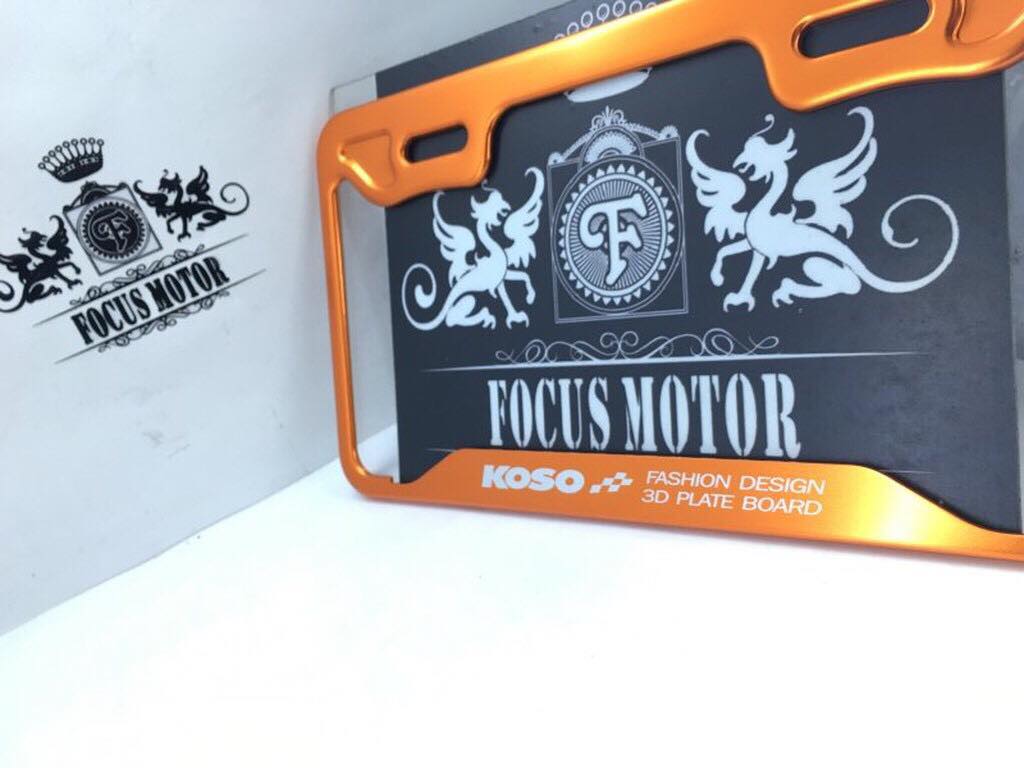 F
FOCUS MOTOR
F
FOCUS MOTOR
KOSO FASHION DESIGN
3D PLATE BOARD